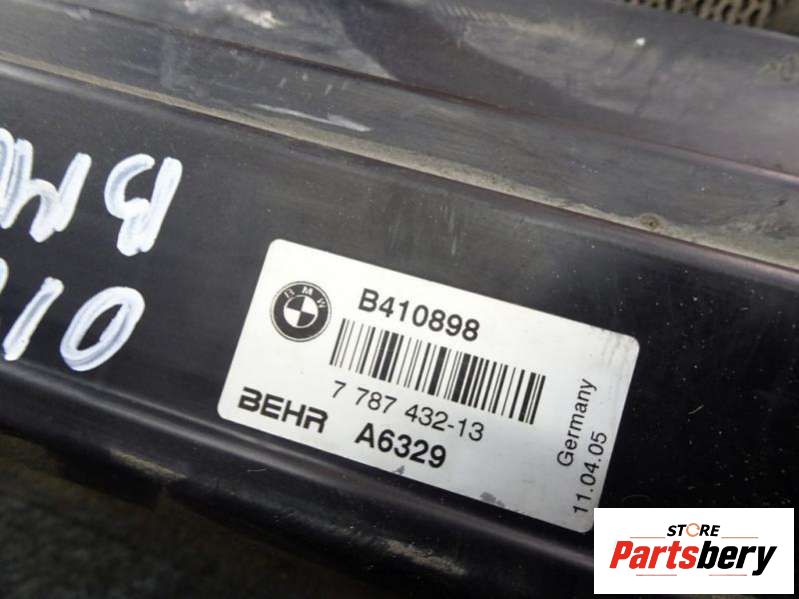 BMW
B410898
7 787 432-13
BEHR A6329
Germany
11.04.05
STORE
Partsbery